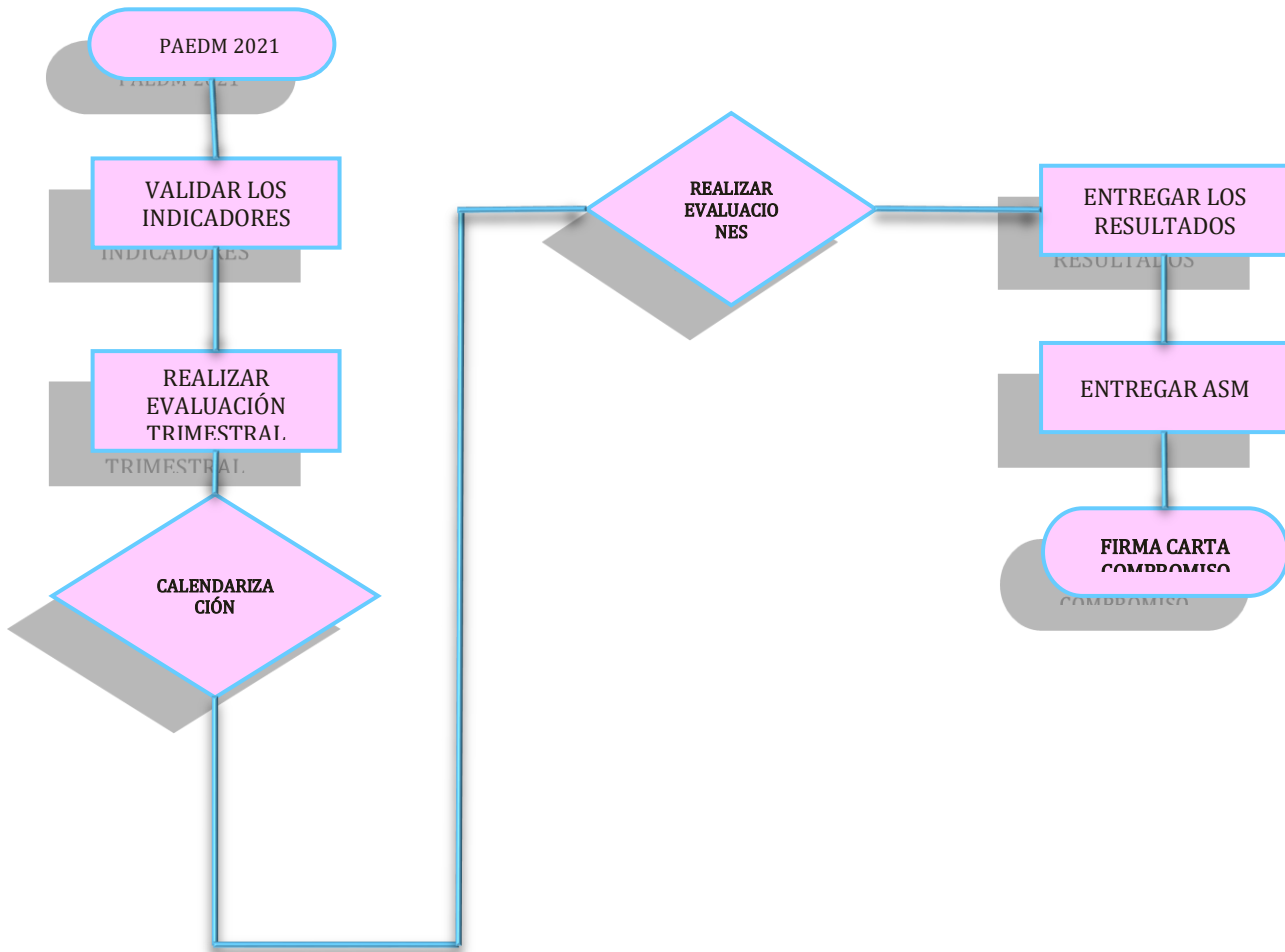 PAEDM 2021
VALIDAR LOS
INDICADORES
REALIZAR
EVALUACIÓN
TRIMESTRAL
CALENDARIZA
CIÓN
REALIZAR
EVALUACIO
NES
ENTREGAR LOS
RESULTADOS
ENTREGAR ASM
FIRMA CARTA
COMPROMISO